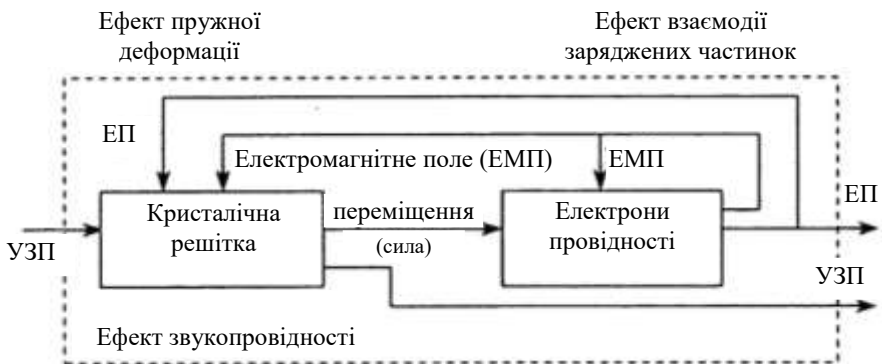 Ефект пружної
деформації
Ефект взаємодії
заряджених частинок
ЕП
Електромагнітне поле (ЕМП)
ЕМП
ЕП
Кристалічна
решітка
переміщення
(сила)
Електрони
провідності
УЗП
УЗП
Ефект звукопровідності